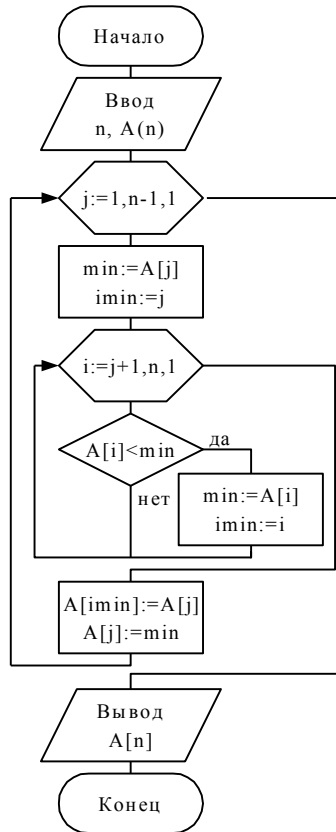 Начало
Ввод
n, A(n)
j:=1,n-1,1
min:=A[j]
imin:=j
i:=j+1,n,1
A[i]<min
да
нет
min:=A[i]
imin:=i
A[imin]:=A[j]
A[j]:=min
Вывод
A[n]
Конец